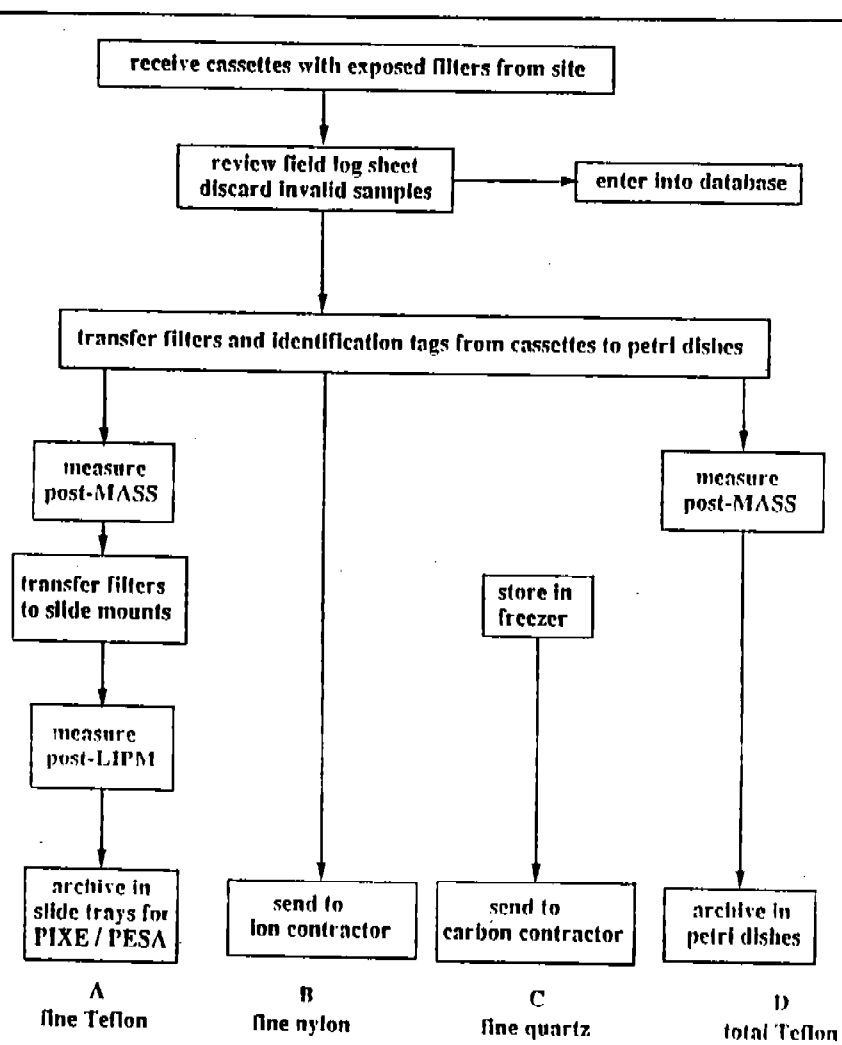 receive cassettes with exposed filters from site
review field log sheet
discard invalid samples
enter into database
transfer filters and identification tags from cassettes to petri dishes
measure
post-MASS
measure
post-MASS
transfer filters
to slide mounts
store in
freezer
measure
post-LIPM
archive in
slide trays for
PIXE / PESA
send to
ion contractor
send to
carbon contractor
archive in
petri dishes
A
fine Teflon
B
fine nylon
C
fine quartz
D
total Teflon